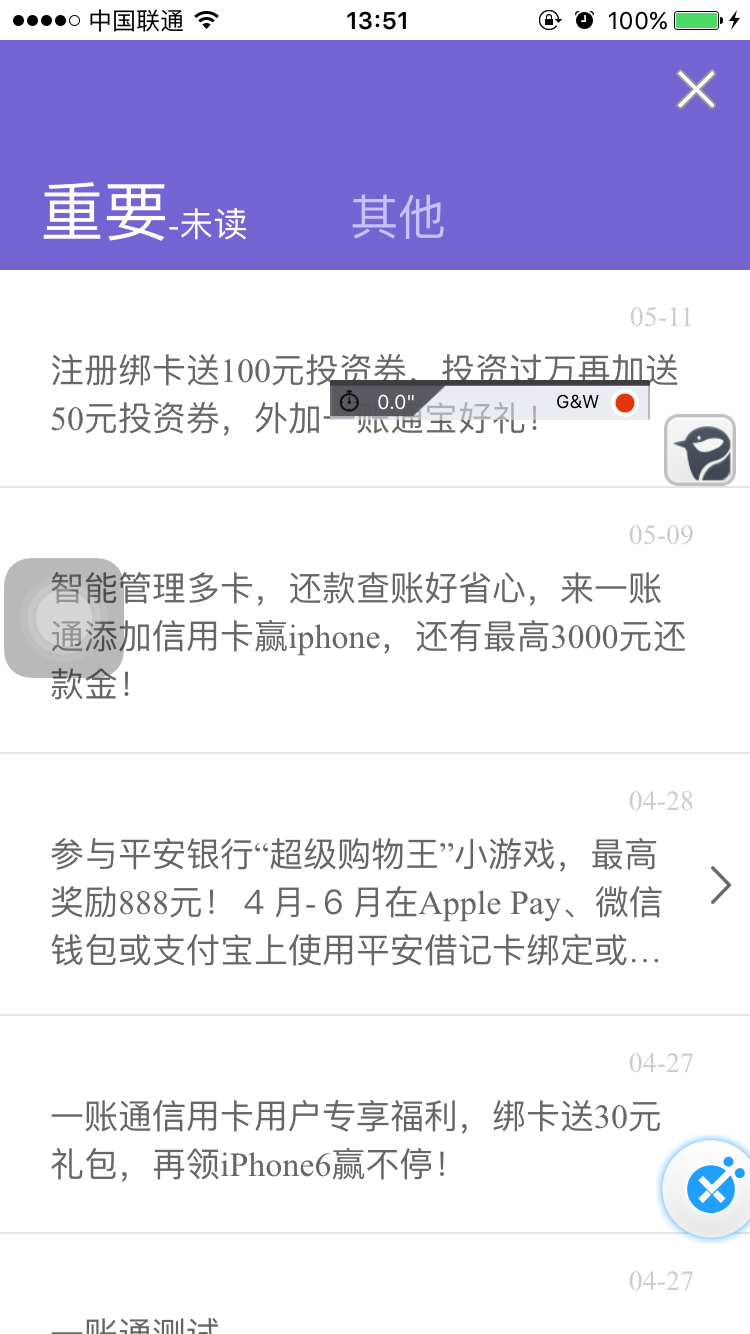 中国联通 13:51 100%
重要-未读 其他
05-11
注册绑卡送100元投资券，投资过万再加送
0.0" G&W
50元投资券，外加一账通宝好礼！
05-09
智能管理多卡，还款查账好省心，来一账
通添加信用卡赢iphone，还有最高3000元还
款金！
04-28
参与平安银行“超级购物王”小游戏，最高
奖励888元！４月-６月在Apple Pay、微信
钱包或支付宝上使用平安借记卡绑定或…
04-27
一账通信用卡用户专享福利，绑卡送30元
礼包，再领iPhone6赢不停！
04-27
一账通测试